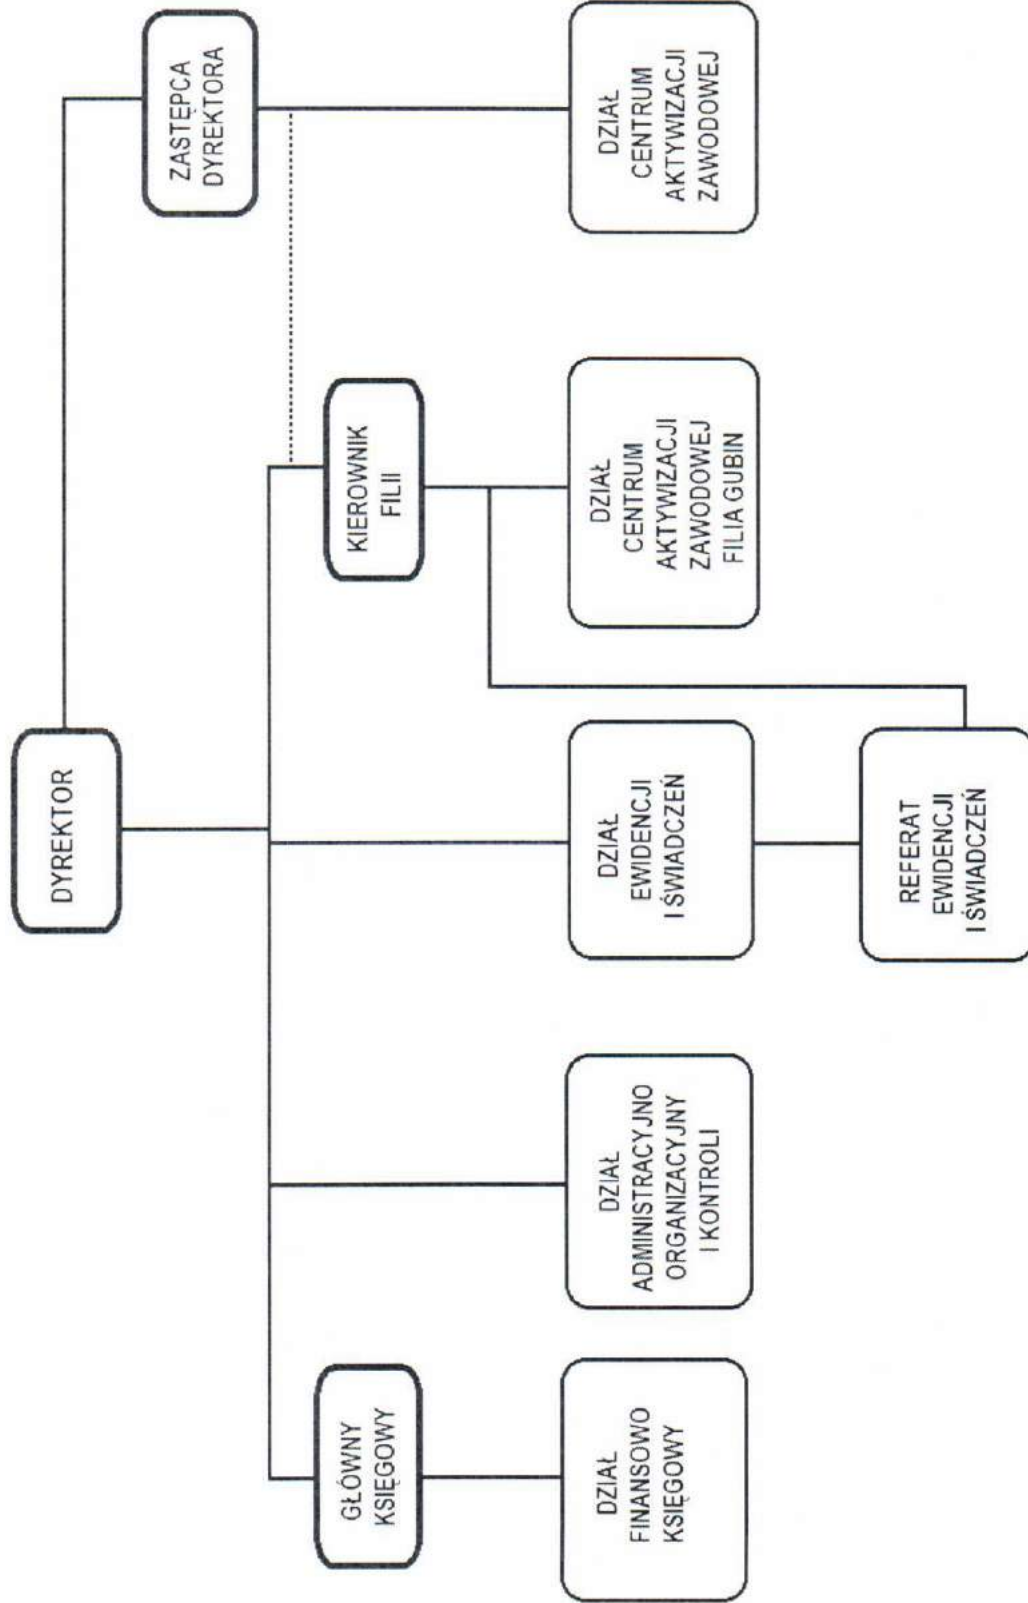 DYREKTOR
ZASTĘPCA
DYREKTORA
GŁÓWNY
KSIĘGOWY
KIEROWNIK
FILII
DZIAŁ
FINANSOWO
KSIĘGOWY
DZIAŁ
ADMINISTRACYJNO
ORGANIZACYJNY
I KONTROLI
DZIAŁ
EWIDENCJI
I ŚWIADCZEŃ
DZIAŁ
CENTRUM
AKTYWIZACJI
ZAWODOWEJ
FILIA GUBIN
DZIAŁ
CENTRUM
AKTYWIZACJI
ZAWODOWEJ
REFERAT
EWIDENCJI
I ŚWIADCZEŃ